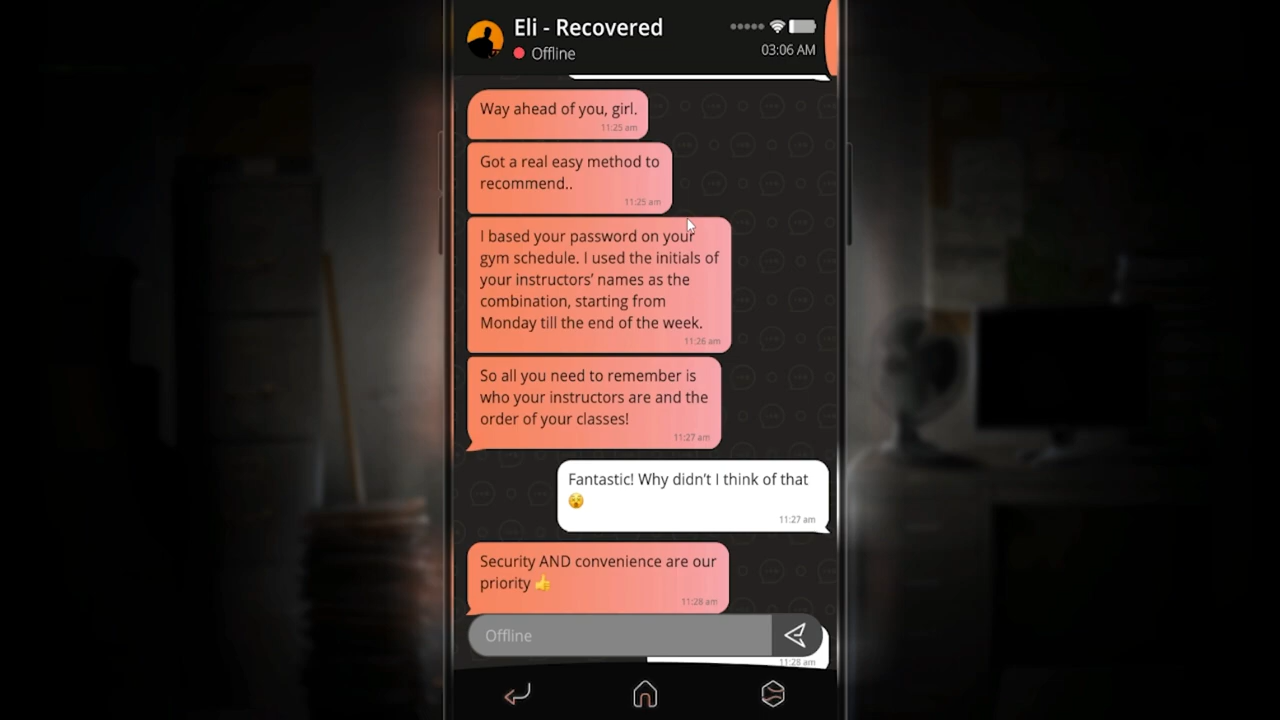 Eli - Recovered
Offline
03:06 AM
Way ahead of you, girl.
11:25 am
Got a real easy method to
recommend..
11:25 am
I based your password on your
gym schedule. I used the initials of
your instructors’ names as the
combination, starting from
Monday till the end of the week.
11:26 am
So all you need to remember is
who your instructors are and the
order of your classes!
11:27 am
Fantastic! Why didn’t I think of that
😵
11:27 am
Security AND convenience are our
priority 👍
11:28 am
Offline
11:28 am